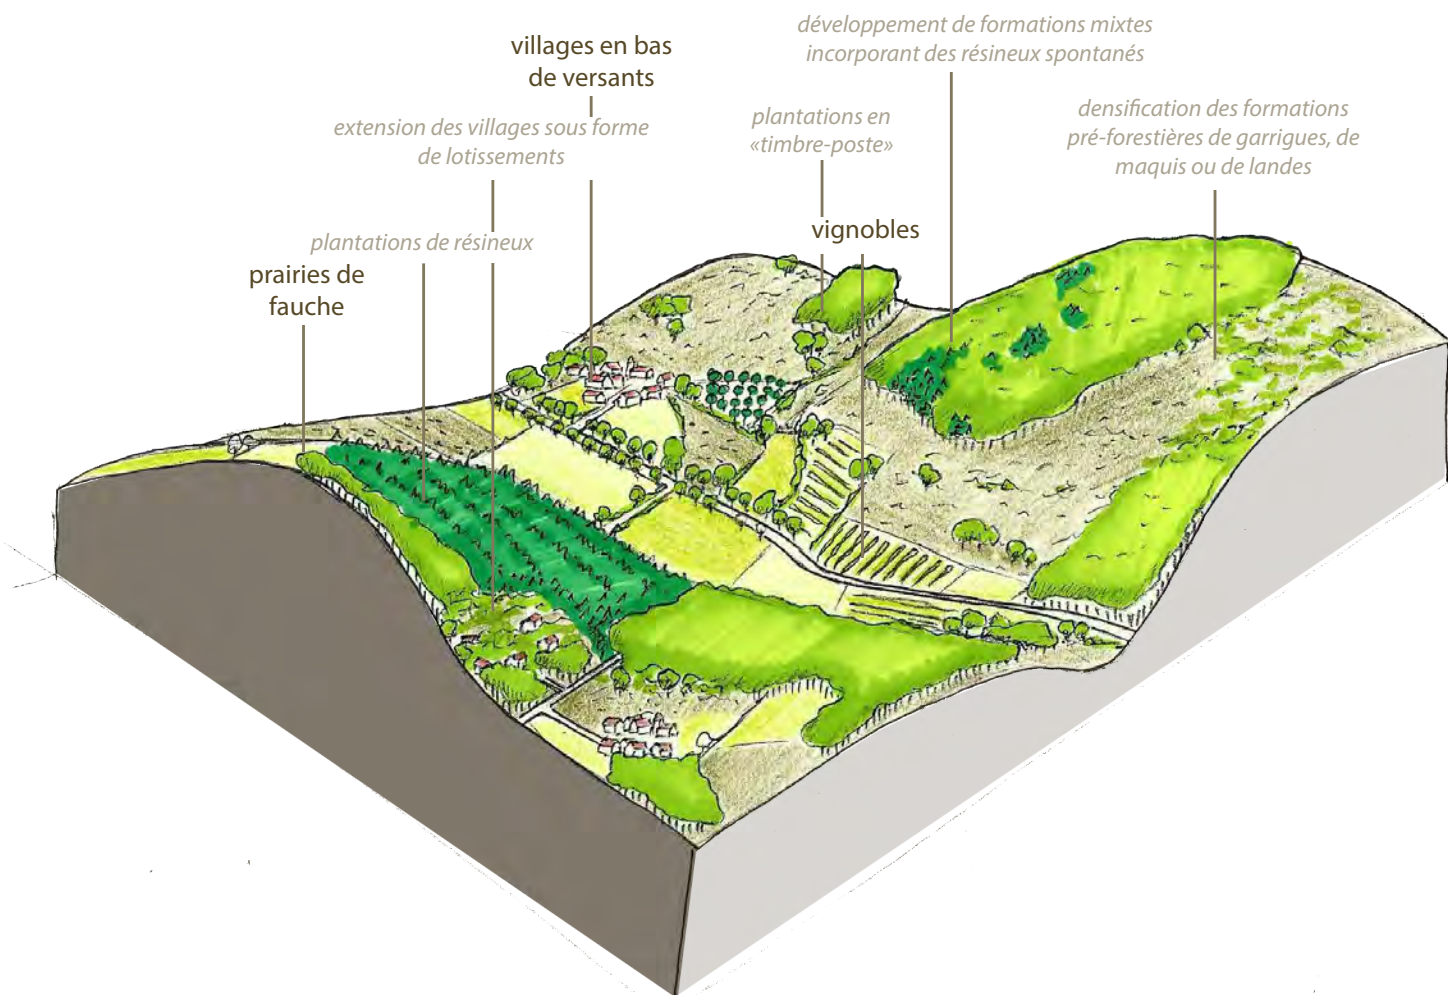 développement de formations mixtes
incorporant des résineux spontanés
villages en bas
de versants
extension des villages sous forme
de lotissements
plantations en
«timbre-poste»
densification des formations
pré-forestières de garrigues, de
maquis ou de landes
plantations de résineux
vignobles
prairies de
fauche